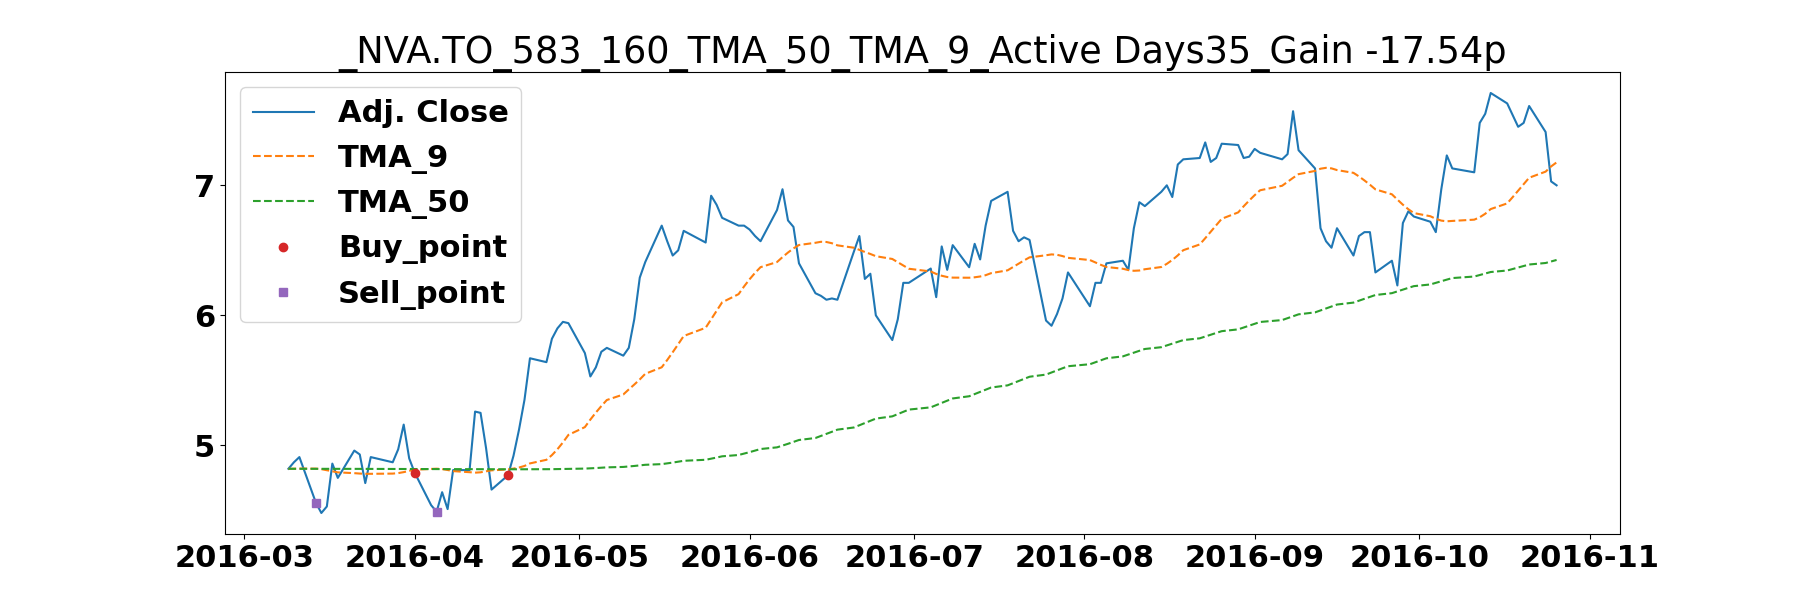 _NVA.TO_583_160_TMA_50_TMA_9_Active Days35_Gain -17.54p
Adj. Close
TMA_9
TMA_50
Buy_point
Sell_point
7
6
5
2016-03 2016-04 2016-05 2016-06 2016-07 2016-08 2016-09 2016-10 2016-11